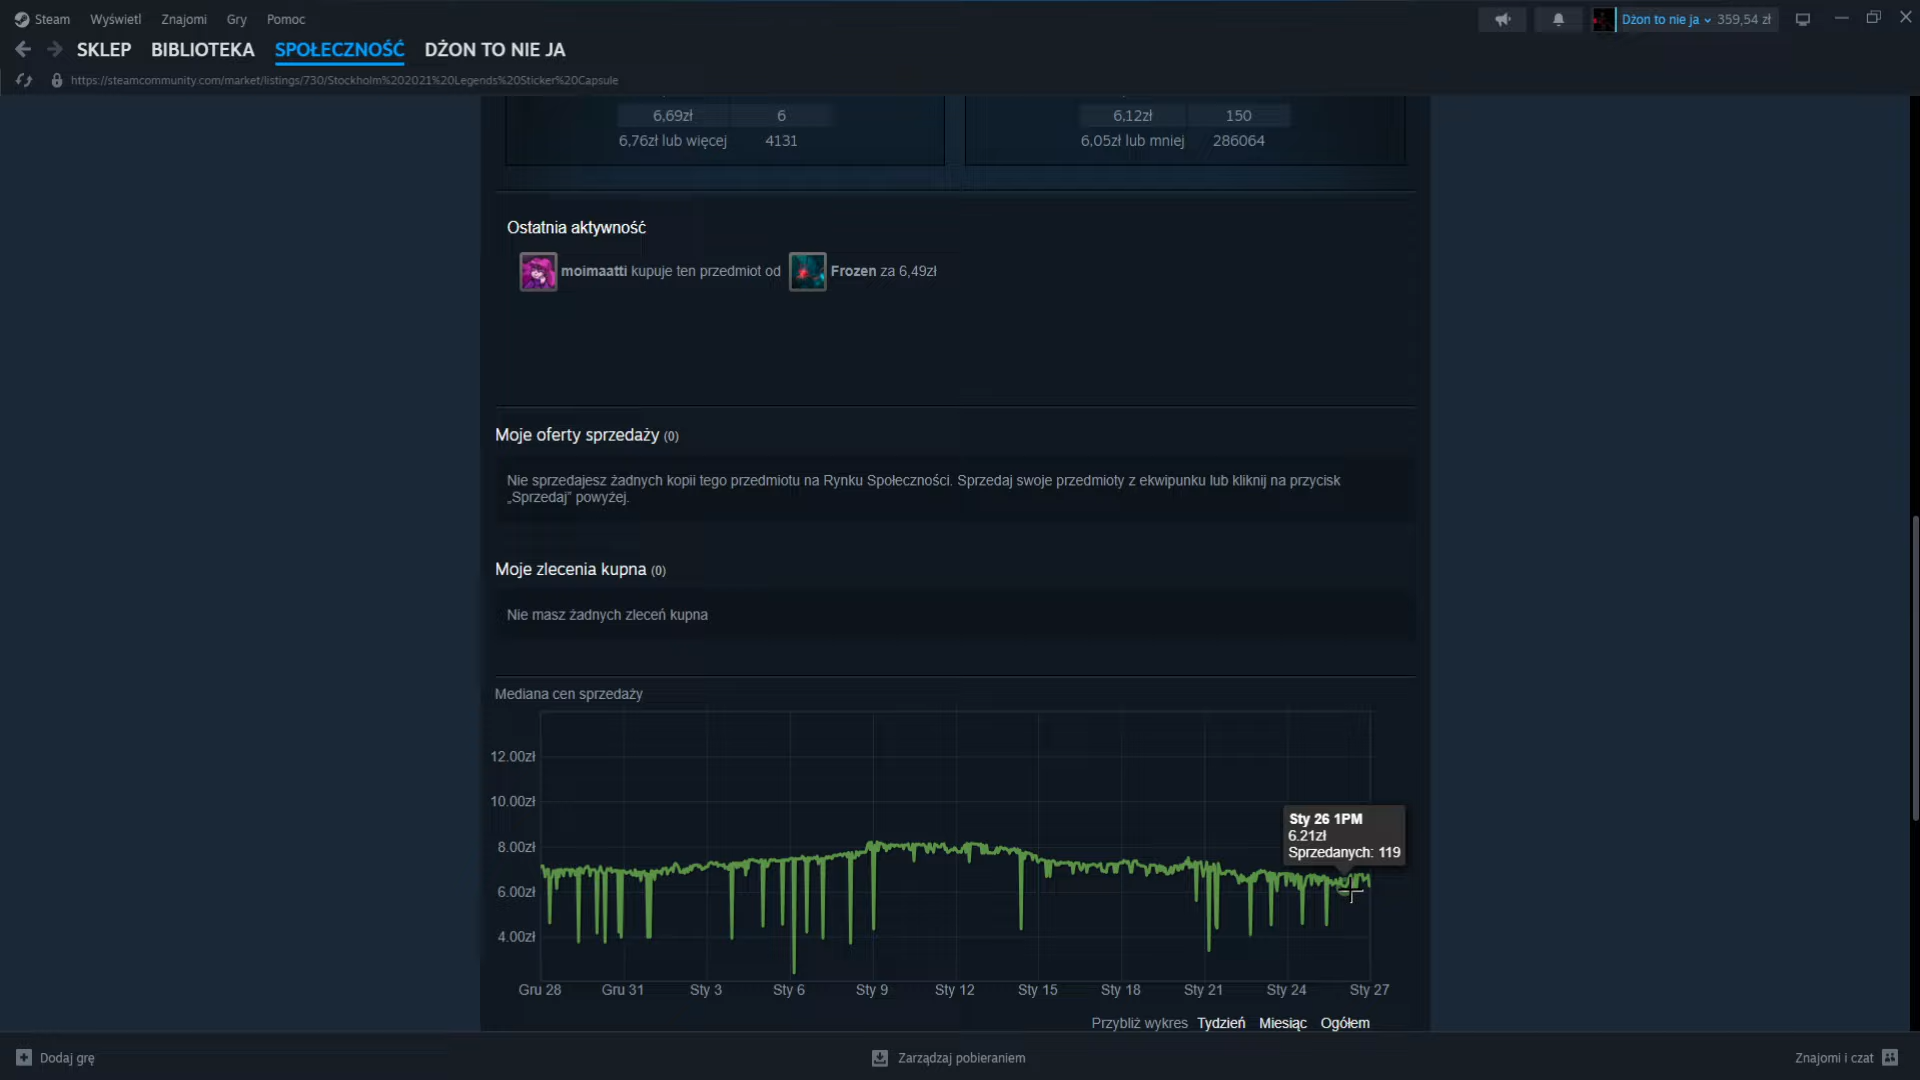 Steam Wyświetl Znajomi Gry Pomoc
Dżon to nie ja 359,54 zł
SKLEP BIBLIOTEKA SPOŁECZNOŚĆ DŻON TO NIE JA
https://steamcommunity.com/market/listings/730/Stockholm%202021%20Legends%20Sticker%20Capsule
6,69zł 6
6,76zł lub więcej 4131
6,12zł 150
6,05zł lub mniej 286064
Ostatnia aktywność
moimaatti kupuje ten przedmiot od Frozen za 6,49zł
Moje oferty sprzedaży (0)
Nie sprzedajesz żadnych kopii tego przedmiotu na Rynku Społeczności. Sprzedaj swoje przedmioty z ekwipunku lub kliknij na przycisk
„Sprzedaj” powyżej.
Moje zlecenia kupna (0)
Nie masz żadnych zleceń kupna
Mediana cen sprzedaży
12.00zł
10.00zł
8.00zł
6.00zł
4.00zł
Sty 26 1PM
6.21zł
Sprzedanych: 119
Gru 28 Gru 31 Sty 3 Sty 6 Sty 9 Sty 12 Sty 15 Sty 18 Sty 21 Sty 24 Sty 27
Przybliż wykres Tydzień Miesiąc Ogółem
Dodaj grę
Zarządzaj pobieraniem
Znajomi i czat